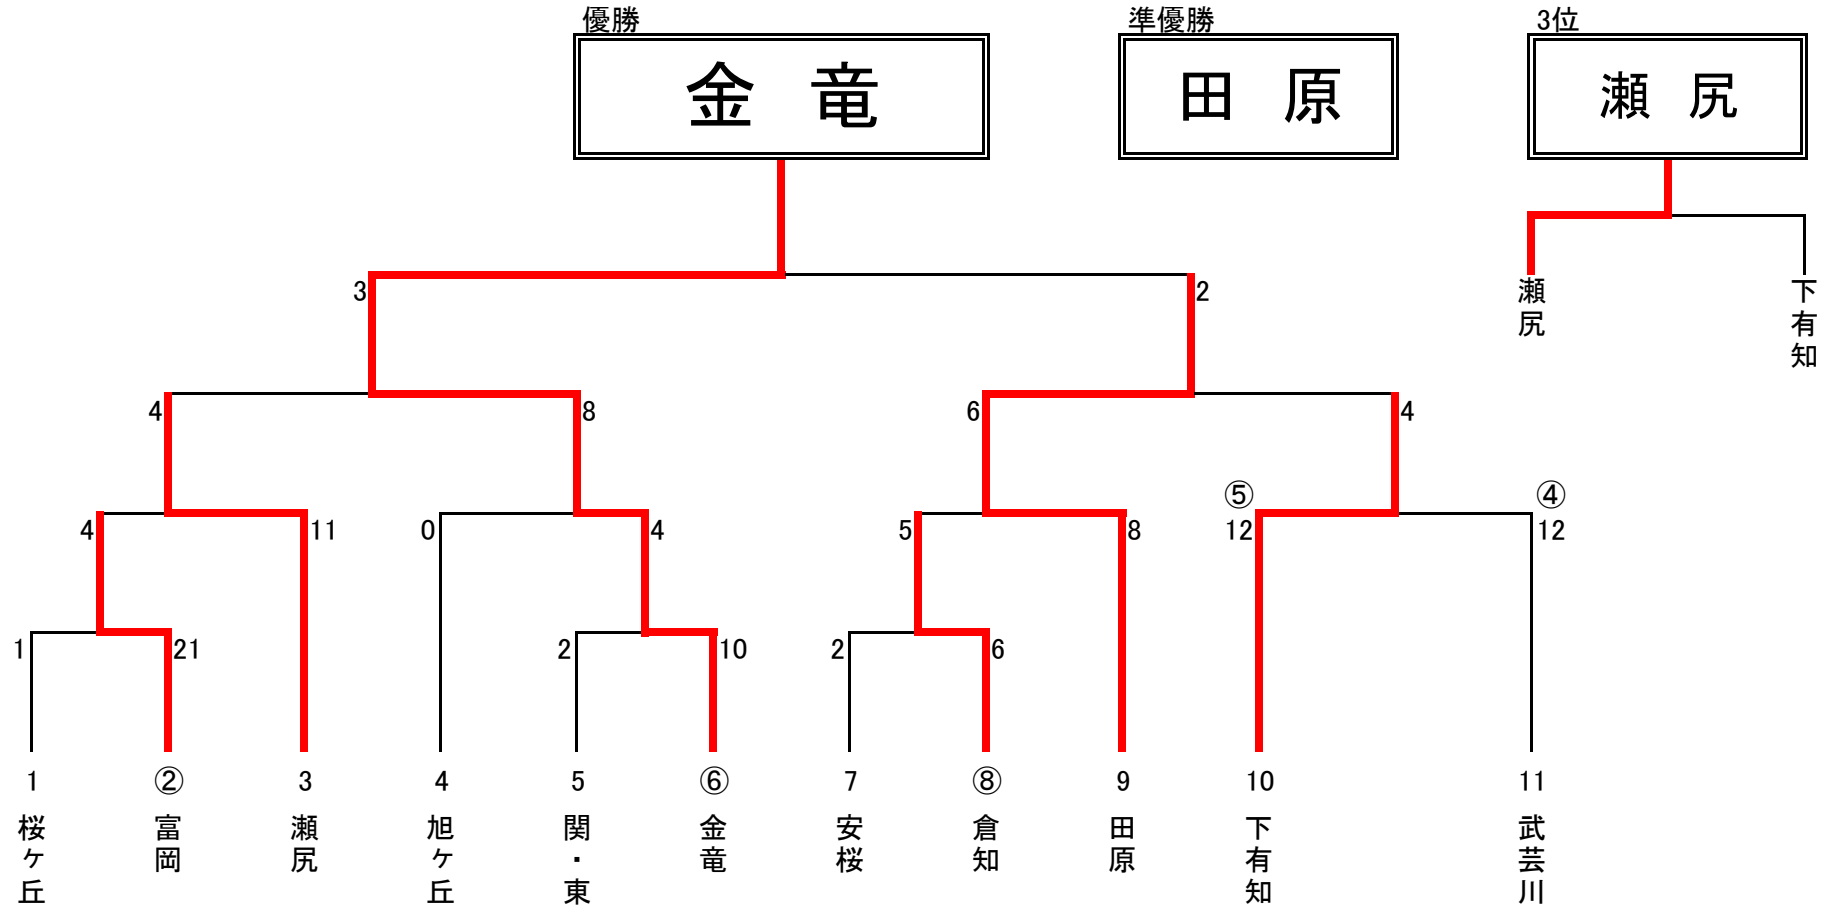 優勝
準優勝
3位
金 竜
田 原
瀬 尻
3
2
瀬尻
下有知
4
8
6
4
⑤
④
4
11
0
4
5
8
12
12
1
21
2
10
2
6
1
②
3
4
5
⑥
7
⑧
9
10
11
桜ヶ丘
富岡
瀬尻
旭ヶ丘
関・東
金竜
安桜
倉知
田原
下有知
武芸川